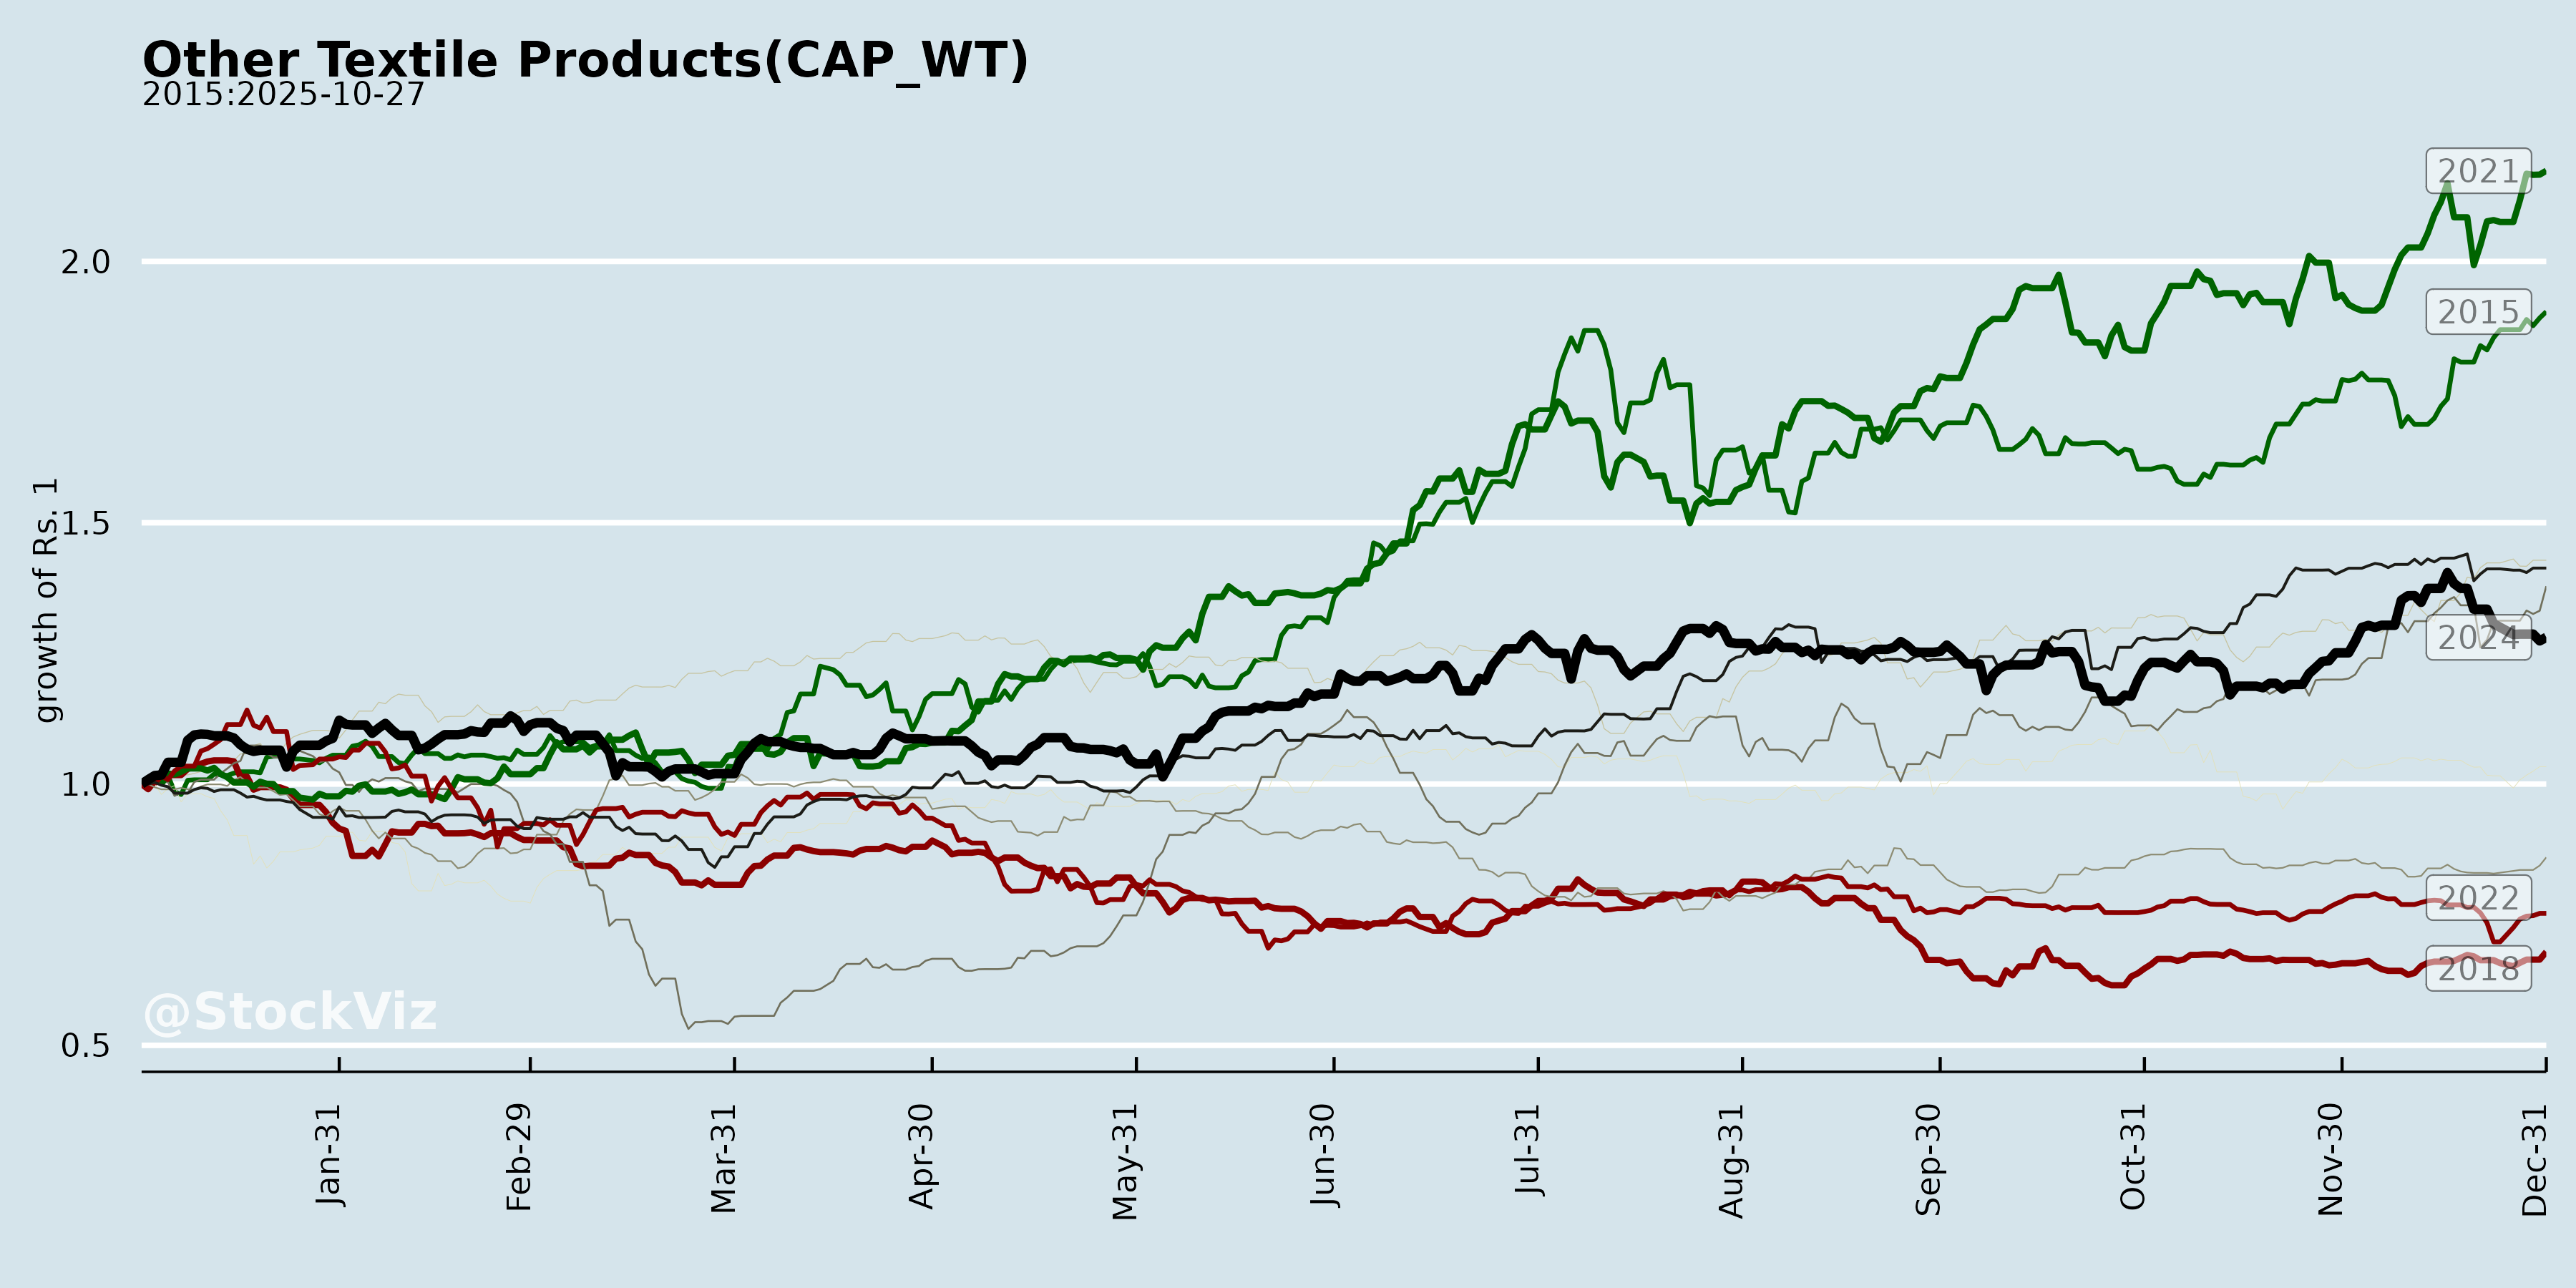 Other Textile Products(CAP_WT)
2015:2025-10-27
growth of Rs. 1
2.0
1.5
1.0
0.5
2021
2015
2024
2022
2018
@StockViz
Jan-31
Feb-29
Mar-31
Apr-30
May-31
Jun-30
Jul-31
Aug-31
Sep-30
Oct-31
Nov-30
Dec-31